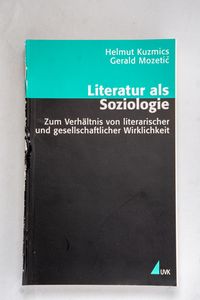 Helmut Kuzmics
Gerald Mozetič
Literatur als
Soziologie
Zum Verhältnis von literarischer
und gesellschaftlicher Wirklichkeit
UVK